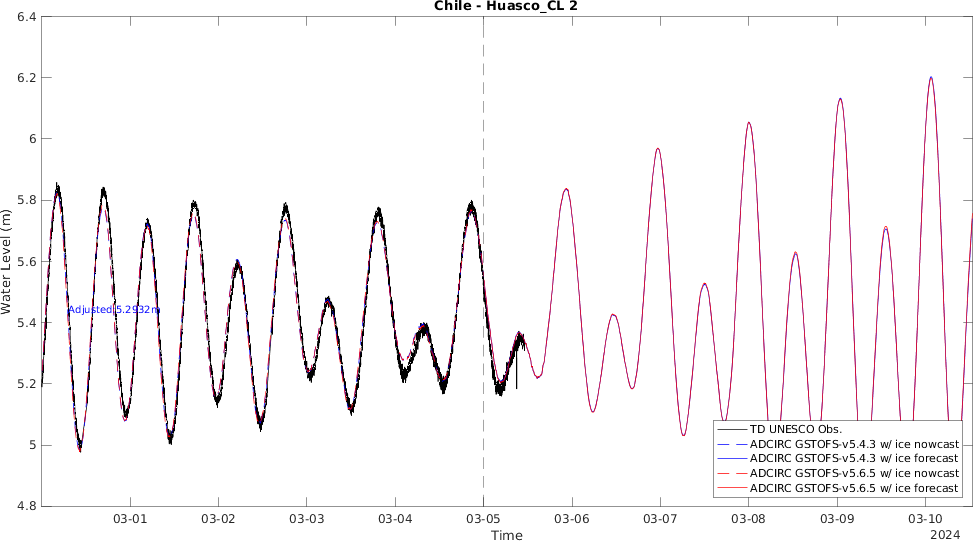 Chile - Huasco_CL 2
6.4
6.2
6
5.8
5.6
5.4
5.2
5
4.8
Water Level (m)
Adjusted 5.2932m
TD UNESCO Obs.
ADCIRC GSTOFS-v5.4.3 w/ ice nowcast
ADCIRC GSTOFS-v5.4.3 w/ ice forecast
ADCIRC GSTOFS-v5.6.5 w/ ice nowcast
ADCIRC GSTOFS-v5.6.5 w/ ice forecast
03-01 03-02 03-03 03-04 03-05 03-06 03-07 03-08 03-09 03-10
Time
2024